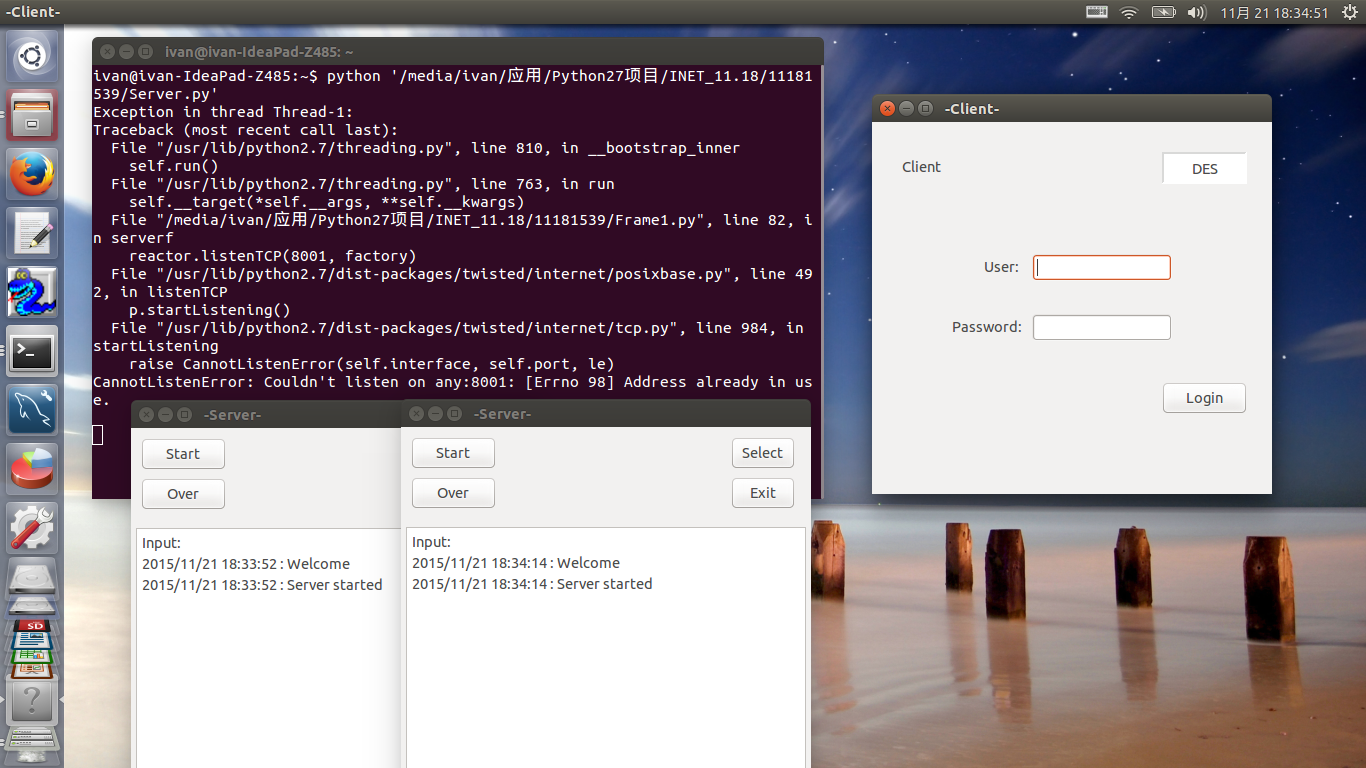 -Client-
11月 21 18:34:51
ivan@ivan-IdeaPad-Z485: ~
ivan@ivan-IdeaPad-Z485:~$ python '/media/ivan/应用/Python27项目/INET_11.18/11181
539/Server.py'
Exception in thread Thread-1:
Traceback (most recent call last):
File "/usr/lib/python2.7/threading.py", line 810, in __bootstrap_inner
self.run()
File "/usr/lib/python2.7/threading.py", line 763, in run
self.__target(*self.__args, **self.__kwargs)
File "/media/ivan/应用/Python27项目/INET_11.18/11181539/Frame1.py", line 82, i
n serverf
reactor.listenTCP(8001, factory)
File "/usr/lib/python2.7/dist-packages/twisted/internet/posixbase.py", line 49
2, in listenTCP
p.startListening()
File "/usr/lib/python2.7/dist-packages/twisted/internet/tcp.py", line 984, in
startListening
raise CannotListenError(self.interface, self.port, le)
CannotListenError: Couldn't listen on any:8001: [Errno 98] Address already in us
e.
-Server-
Start
Over
Input:
2015/11/21 18:33:52 : Welcome
2015/11/21 18:33:52 : Server started
-Server-
Start
Select
Over
Exit
Input:
2015/11/21 18:34:14 : Welcome
2015/11/21 18:34:14 : Server started
-Client-
Client
DES
User:
Password:
Login
SD